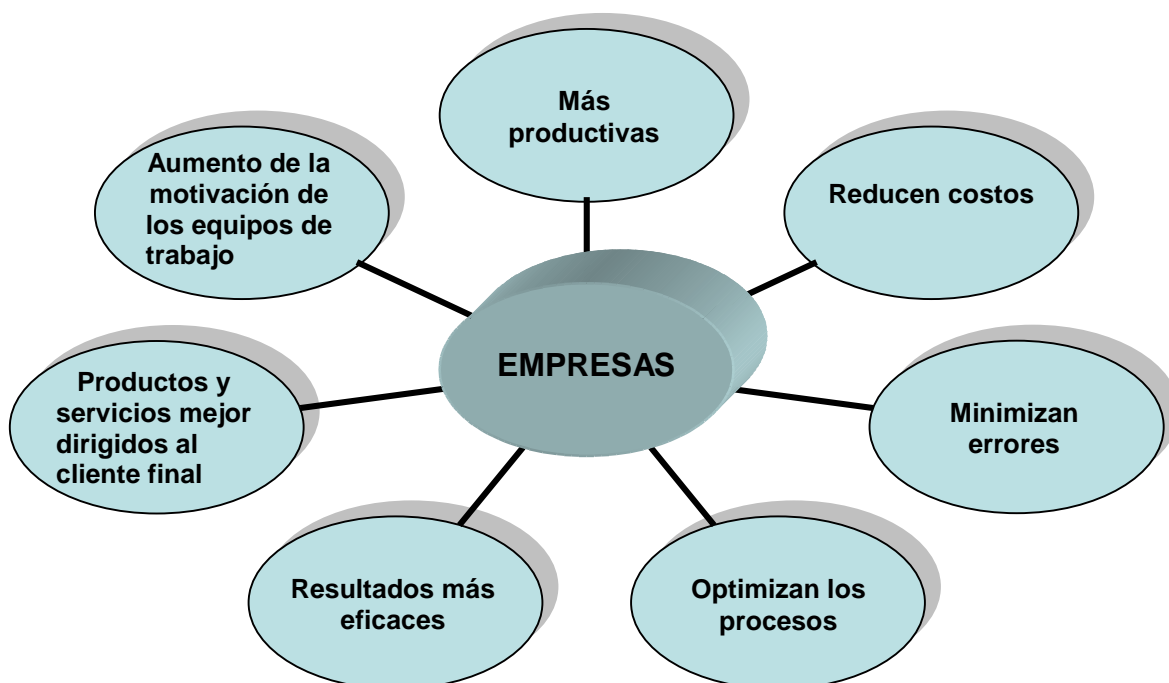 Más
productivas
Reducen costos
Minimizan
errores
Optimizan los
procesos
Resultados más
eficaces
Productos y
servicios mejor
dirigidos al
cliente final
Aumento de la
motivación de
los equipos de
trabajo
EMPRESAS